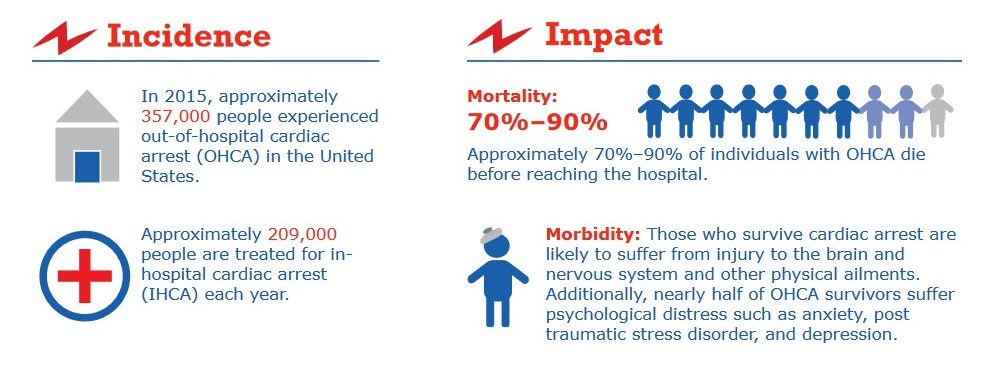 Incidence
In 2015, approximately
357,000 people experienced
out-of-hospital cardiac
arrest (OHCA) in the United
States.
Approximately 209,000
people are treated for in-
hospital cardiac arrest
(IHCA) each year.
Impact
Mortality:
70%–90%
Approximately 70%–90% of individuals with OHCA die
before reaching the hospital.
Morbidity: Those who survive cardiac arrest are
likely to suffer from injury to the brain and
nervous system and other physical ailments.
Additionally, nearly half of OHCA survivors suffer
psychological distress such as anxiety, post
traumatic stress disorder, and depression.